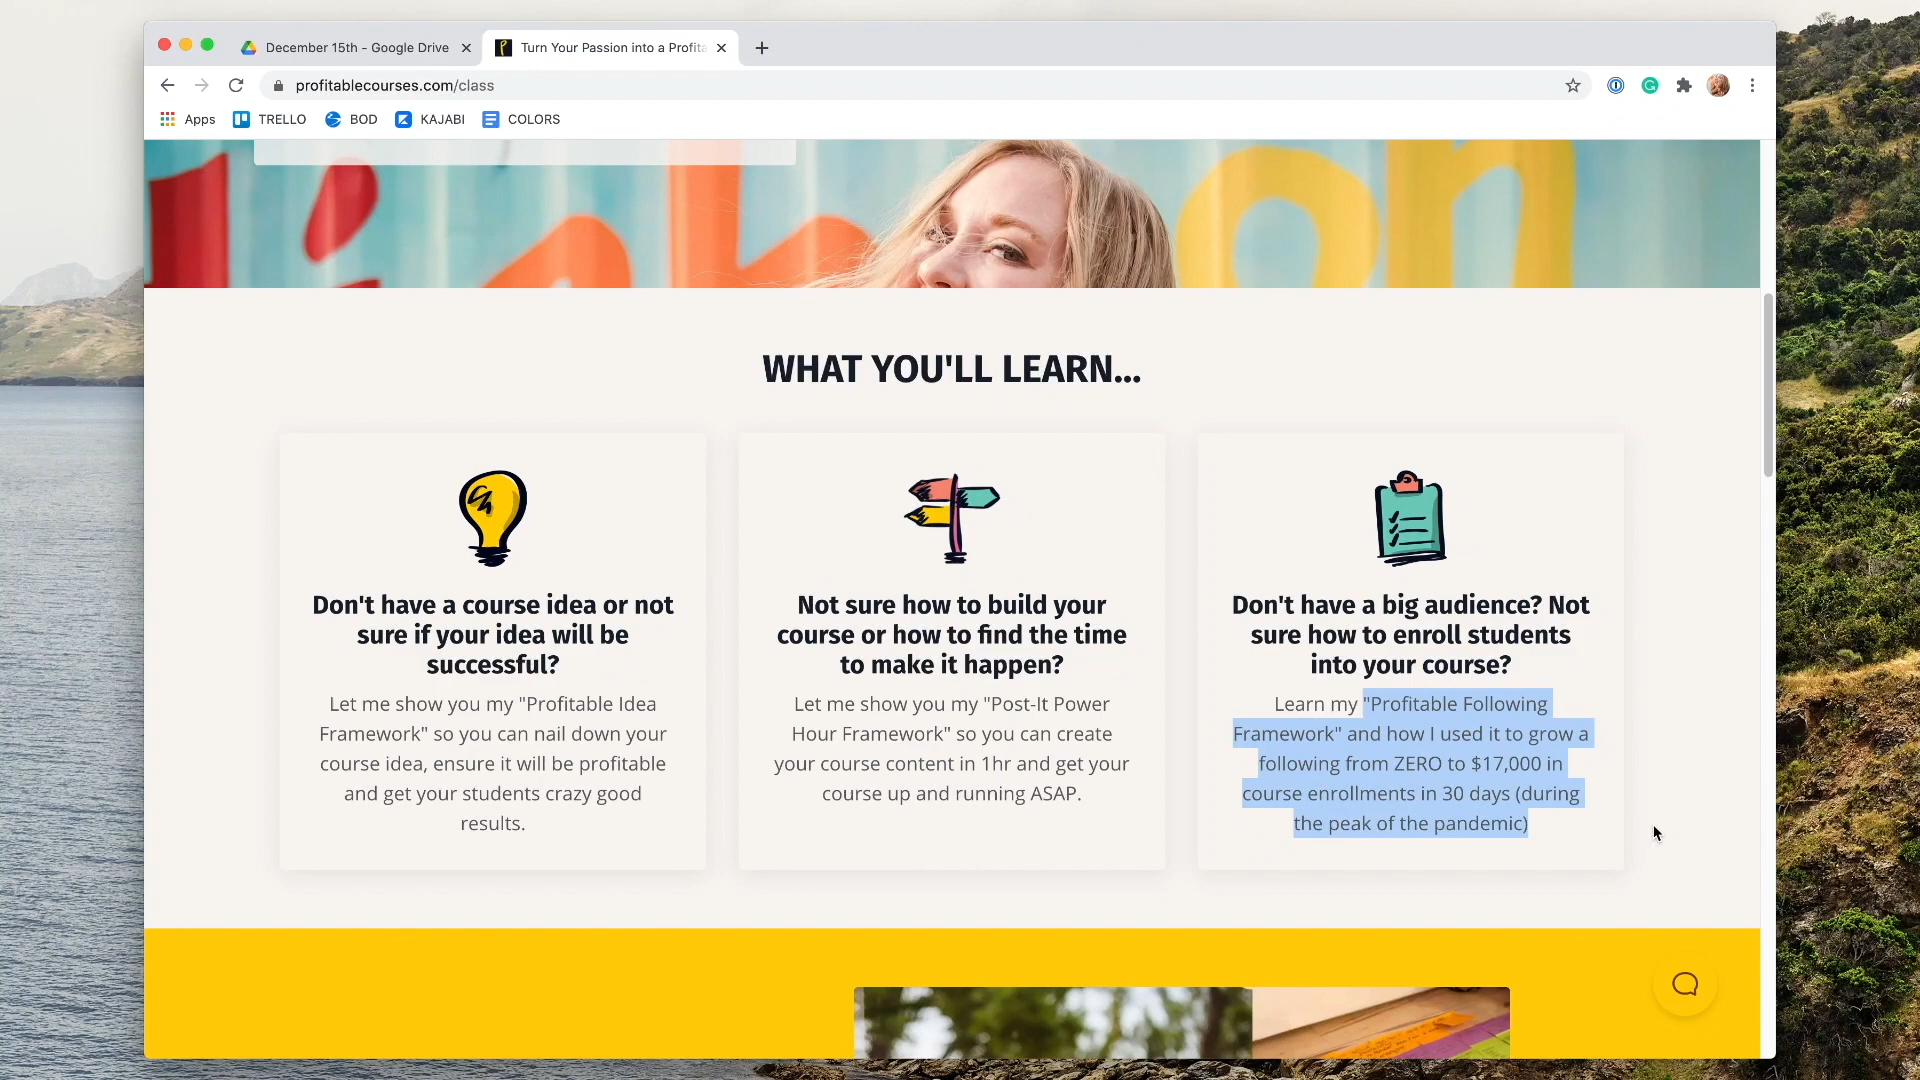 December 15th - Google Drive
Turn Your Passion into a Profita
profitablecourses.com/class
Apps
TRELLO
BOD
KAJABI
COLORS
WHAT YOU'LL LEARN...
Don't have a course idea or not
sure if your idea will be
successful?
Let me show you my "Profitable Idea
Framework" so you can nail down your
course idea, ensure it will be profitable
and get your students crazy good
results.
Not sure how to build your
course or how to find the time
to make it happen?
Let me show you my "Post-It Power
Hour Framework" so you can create
your course content in 1hr and get your
course up and running ASAP.
Don't have a big audience? Not
sure how to enroll students
into your course?
Learn my "Profitable Following
Framework" and how I used it to grow a
following from ZERO to $17,000 in
course enrollments in 30 days (during
the peak of the pandemic)